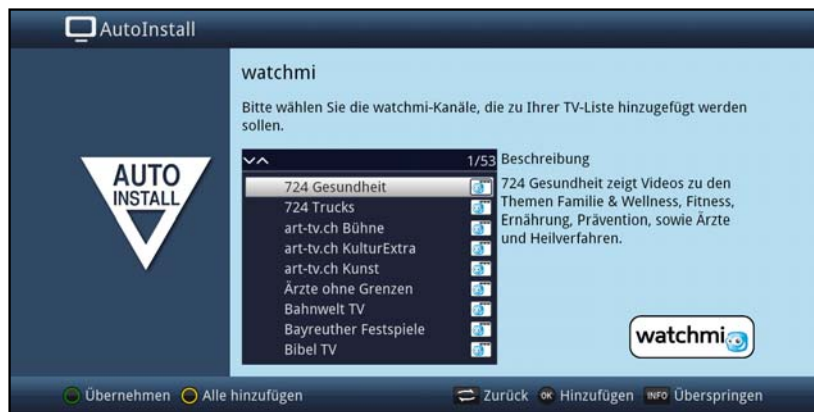 AutoInstall
watchmi
Bitte wählen Sie die watchmi-Kanäle, die zu Ihrer TV-Liste hinzugefügt werden
sollen.
AUTO
INSTALL
1/53
724 Gesundheit
724 Trucks
art-tv.ch Bühne
art-tv.ch KulturExtra
art-tv.ch Kunst
Ärzte ohne Grenzen
Bahnwelt TV
Bayreuther Festspiele
Bibel TV
Beschreibung
724 Gesundheit zeigt Videos zu den
Themen Familie & Wellness, Fitness,
Ernährung, Prävention, sowie Ärzte
und Heilverfahren.
watchmi
Übernehmen Alle hinzufügen Zurück OK Hinzufügen INFO Überspringen